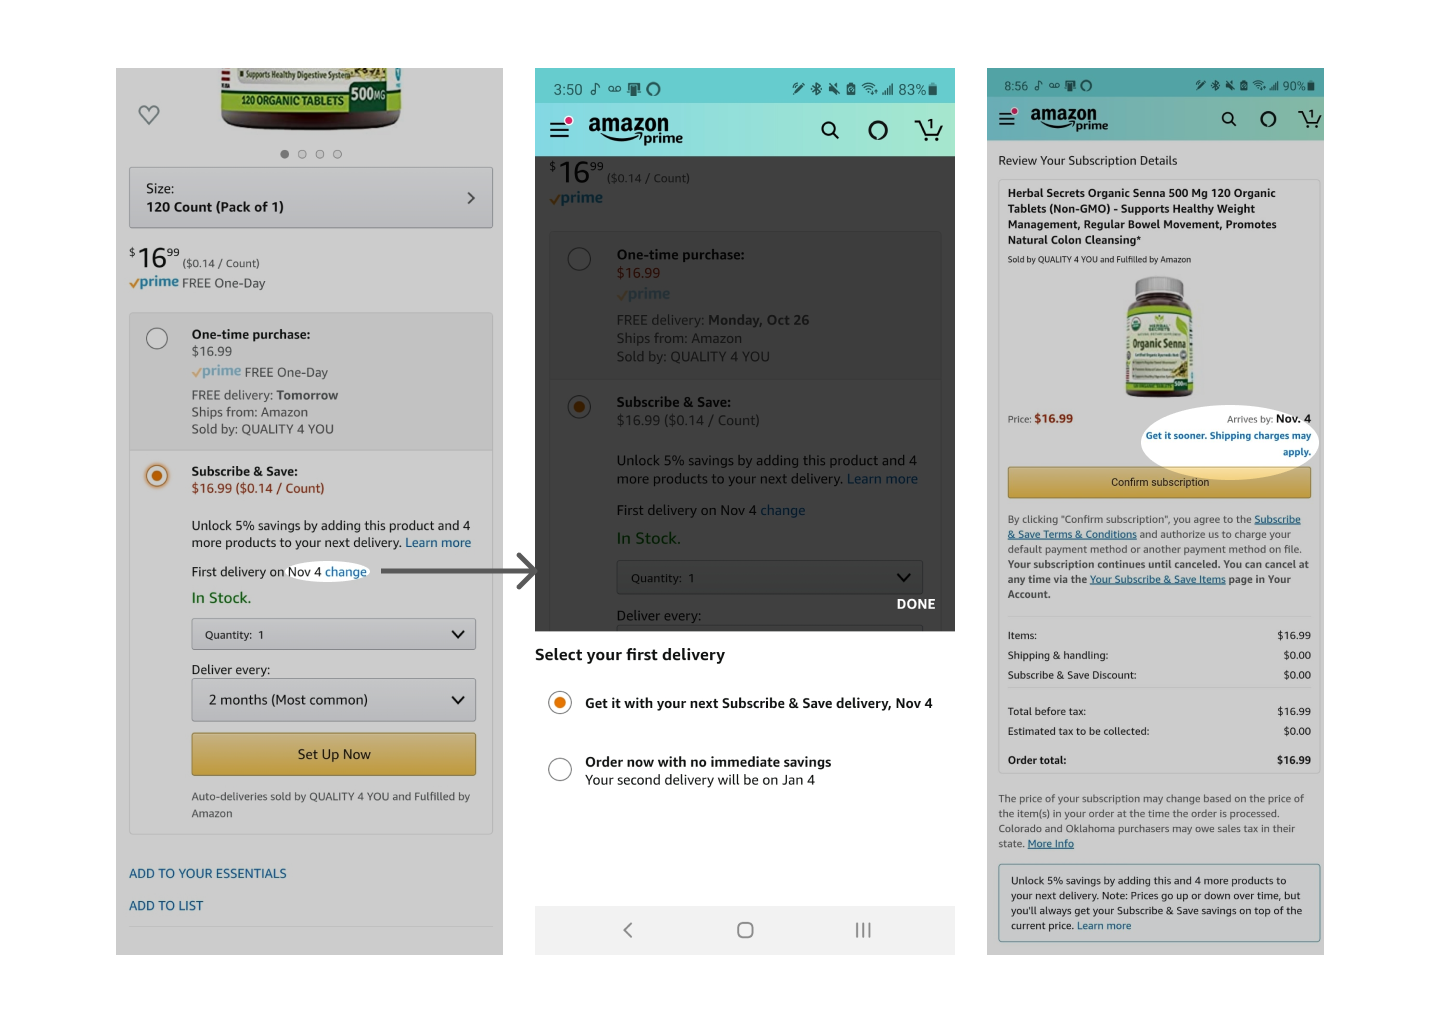 Supports Healthy Digestive System*
120 ORGANIC TABLETS 500MG
Size:
120 Count (Pack of 1)
$16 99 ($0.14 / Count)
prime FREE One-Day
One-time purchase:
$16.99
prime FREE One-Day
FREE delivery: Tomorrow
Ships from: Amazon
Sold by: QUALITY 4 YOU
Subscribe & Save:
$16.99 ($0.14 / Count)
Unlock 5% savings by adding this product and 4
more products to your next delivery. Learn more
First delivery on Nov 4 change
In Stock.
Quantity: 1
Deliver every:
2 months (Most common)
Set Up Now
Auto-deliveries sold by QUALITY 4 YOU and Fulfilled by
Amazon
ADD TO YOUR ESSENTIALS
ADD TO LIST
3:50 83%
amazon prime 1
$16 99 ($0.14 / Count)
prime
One-time purchase:
$16.99
prime
FREE delivery: Monday, Oct 26
Ships from: Amazon
Sold by: QUALITY 4 YOU
Subscribe & Save:
$16.99 ($0.14 / Count)
Unlock 5% savings by adding this product and 4
more products to your next delivery. Learn more
First delivery on Nov 4 change
In Stock.
Quantity: 1
DONE
Deliver every:
Select your first delivery
Get it with your next Subscribe & Save delivery, Nov 4
Order now with no immediate savings
Your second delivery will be on Jan 4
8:56 90%
amazon prime 1
Review Your Subscription Details
Herbal Secrets Organic Senna 500 Mg 120 Organic
Tablets (Non-GMO) - Supports Healthy Weight
Management, Regular Bowel Movement, Promotes
Natural Colon Cleansing*
Sold by QUALITY 4 YOU and Fulfilled by Amazon
HERBAL SECRETS
Organic Senna
Price: $16.99
Arrives by: Nov. 4
Get it sooner. Shipping charges may
apply.
Confirm subscription
By clicking "Confirm subscription", you agree to the Subscribe
& Save Terms & Conditions and authorize us to charge your
default payment method or another payment method on file.
Your subscription continues until canceled. You can cancel at
any time via the Your Subscribe & Save Items page in Your
Account.
Items: $16.99
Shipping & handling: $0.00
Subscribe & Save Discount: $0.00
Total before tax: $16.99
Estimated tax to be collected: $0.00
Order total: $16.99
The price of your subscription may change based on the price of
the item(s) in your order at the time the order is processed.
Colorado and Oklahoma purchasers may owe sales tax in their
state. More Info
Unlock 5% savings by adding this and 4 more products to
your next delivery. Note: Prices go up or down over time, but
you'll always get your Subscribe & Save savings on top of the
current price. Learn more